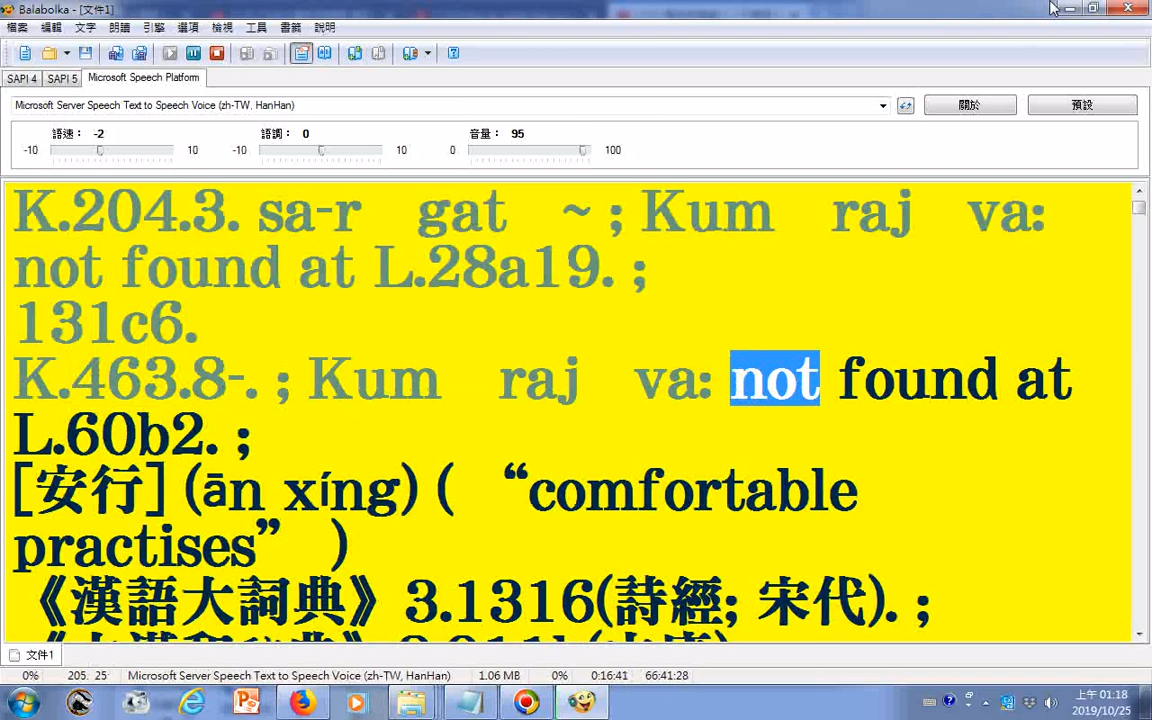 Balabolka - [文件1]
檔案 編輯 文字 朗讀 引擎 選項 檢視 工具 書籤 說明
SAPI 4 SAPI 5 Microsoft Speech Platform
Microsoft Server Speech Text to Speech Voice (zh-TW, HanHan) 關於 預設
語速： -2 語調： 0 音量： 95
-10 10 -10 10 0 100
K.204.3. sa-r gat ~ ; Kum raj va:
not found at L.28a19. ;
131c6.
K.463.8-. ; Kum raj va: not found at
L.60b2. ;
[安行] (ān xíng) ( “comfortable
practises” )
《漢語大詞典》 3.1316(詩經; 宋代). ;
文件1
0% 205. 25 Microsoft Server Speech Text to Speech Voice (zh-TW, HanHan) 1.06 MB 0% 0:16:41 66:41:28
上午 01:18
2019/10/25